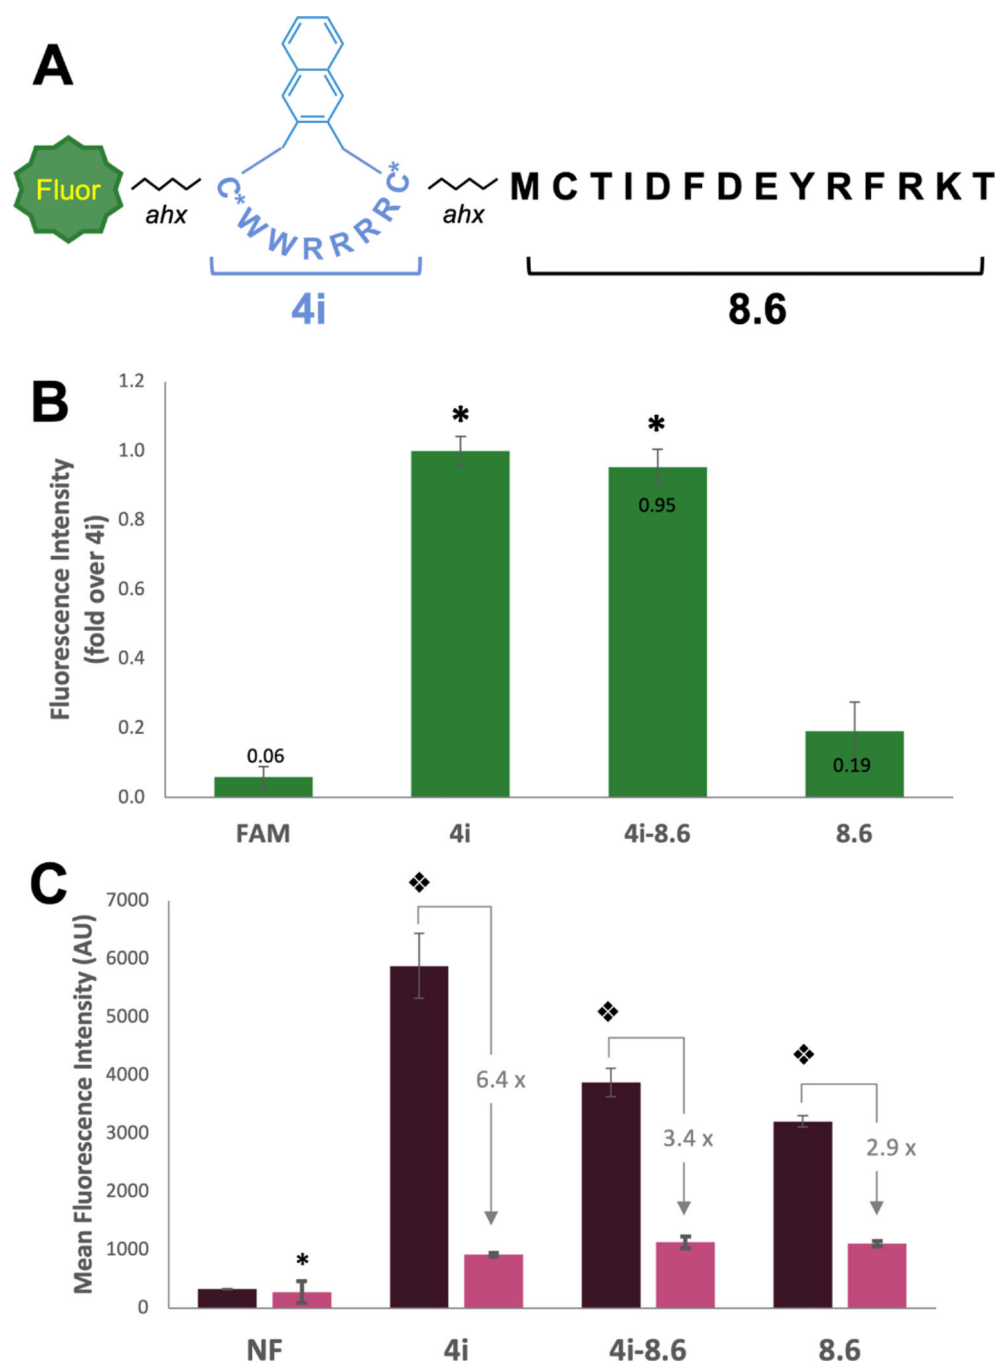 A
Fluor
ahx
C*WWRRRRRC*
ahx
MCTIDFDEYRFRKT
4i
8.6
B
Fluorescence Intensity
(fold over 4i)
1.2
1.0
0.8
0.6
0.4
0.2
0.0
*
*
0.06
0.95
0.19
FAM 4i 4i-8.6 8.6
C
Mean Fluorescence Intensity (AU)
7000
6000
5000
4000
3000
2000
1000
0
❖
❖
❖
6.4 x
3.4 x
2.9 x
*
NF 4i 4i-8.6 8.6